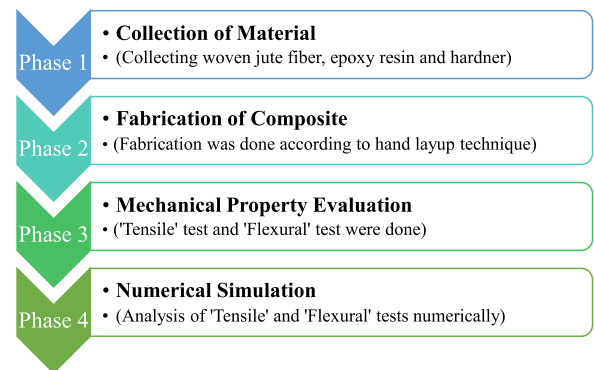 Phase 1
• Collection of Material
• (Collecting woven jute fiber, epoxy resin and hardner)
Phase 2
• Fabrication of Composite
• (Fabrication was done according to hand layup technique)
Phase 3
• Mechanical Property Evaluation
• ('Tensile' test and 'Flexural' test were done)
Phase 4
• Numerical Simulation
• (Analysis of 'Tensile' and 'Flexural' tests numerically)